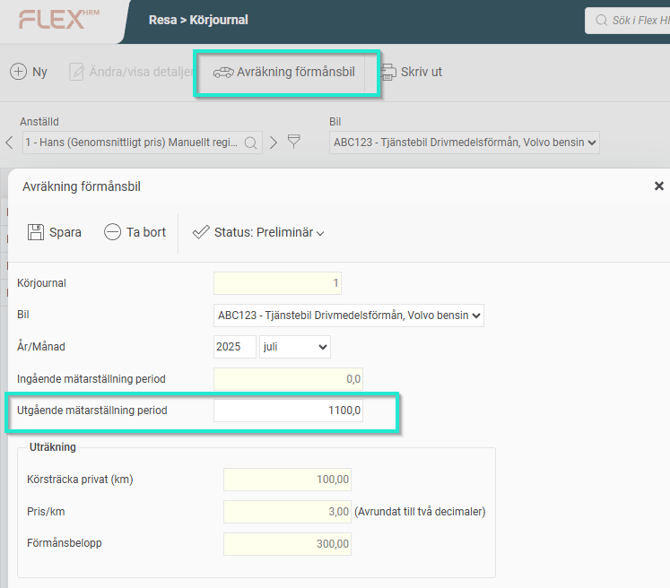 FLEX HRM
Resa > Körjournal
Sök i Flex H
Ny
Ändra/visa detaljer
Avräkning förmånsbil
Skriv ut
Anställd
Bil
1 - Hans (Genomsnittligt pris) Manuellt regi...
ABC123 - Tjänstebil Drivmedelsförmån, Volvo bensin
Avräkning förmånsbil
Spara
Ta bort
Status: Preliminär
Körjournal
1
Bil
ABC123 - Tjänstebil Drivmedelsförmån, Volvo bensin
År/Månad
2025
juli
Ingående mätarställning period
0,0
Utgående mätarställning period
1100,0
Uträkning
Körsträcka privat (km)
100,00
Pris/km
3,00 (Avrundat till två decimaler)
Förmånsbelopp
300,00